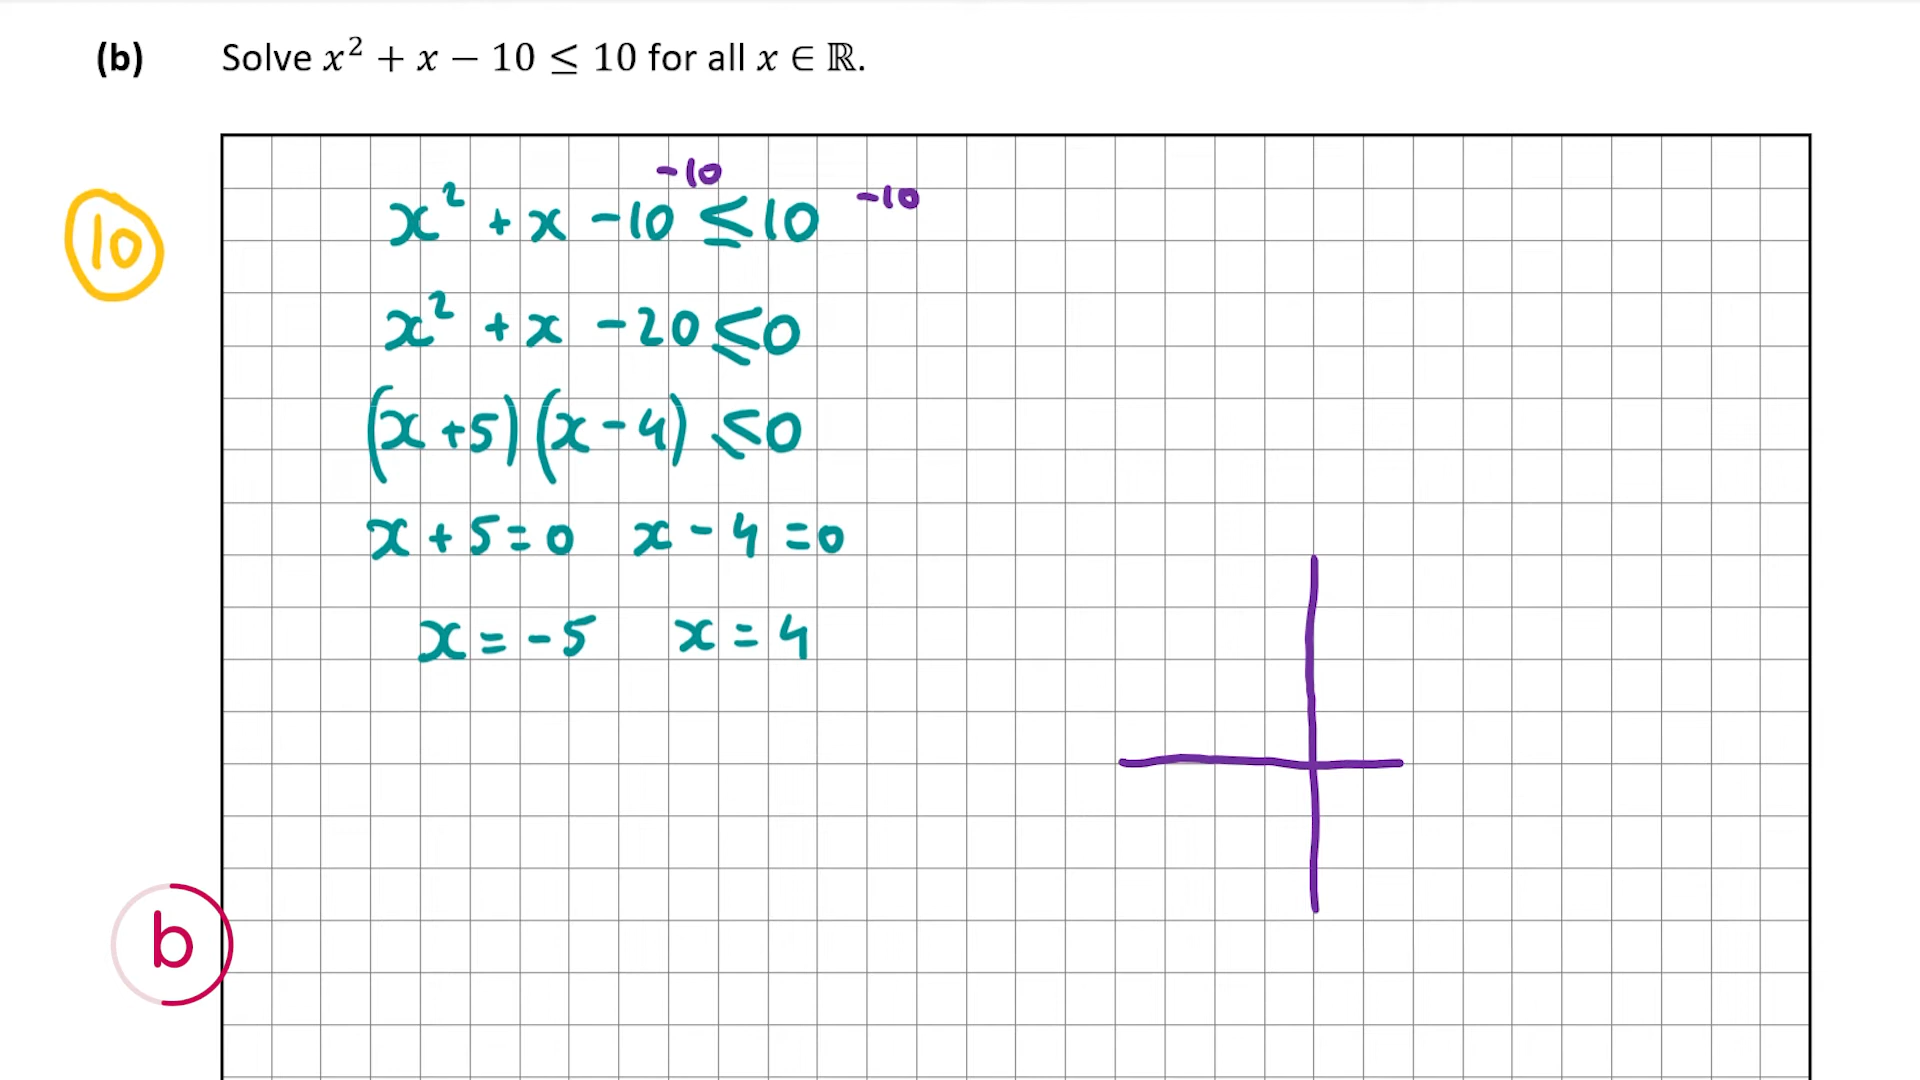 (b) Solve x² + x − 10 ≤ 10 for all x ∈ ℝ.
-10 -10
10
x² + x -10 ≤ 10
x² + x -20 ≤ 0
(x +5) (x -4) ≤ 0
x + 5 = 0 x - 4 = 0
x = -5 x = 4
b